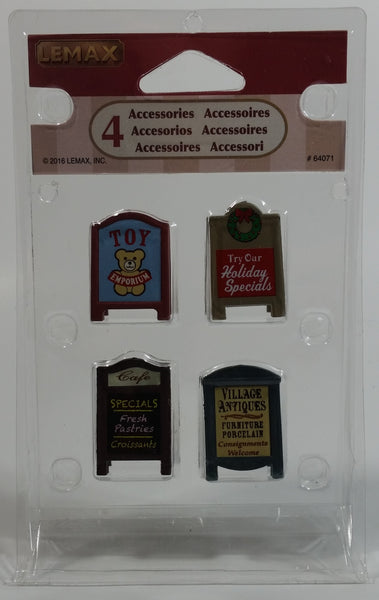 LEMAX
4
Accessories Accessoires
Accesorios Accessoires
Accessoires Accessori
© 2016 LEMAX, INC.
# 64071
TOY
EMPORIUM
Try Our
Holiday
Specials
Cafe
SPECIALS
Fresh
Pastries
Croissants
VILLAGE
ANTIQUES
FURNITURE
PORCELAIN
Consignments
Welcome